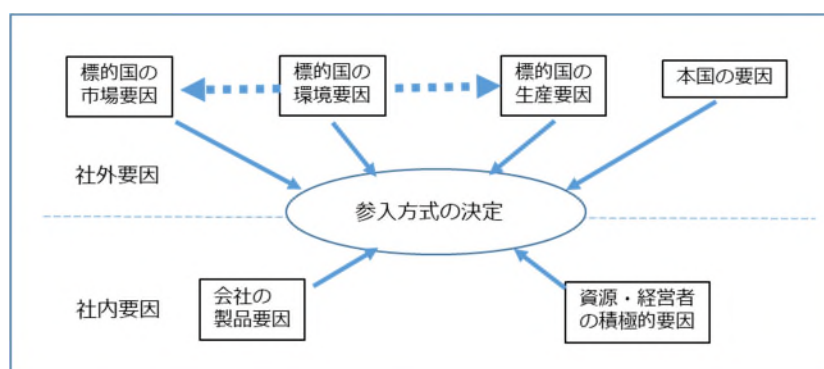 標的国の
市場要因
標的国の
環境要因
標的国の
生産要因
本国の要因
社外要因
参入方式の決定
社内要因
会社の
製品要因
資源・経営者
の積極的要因